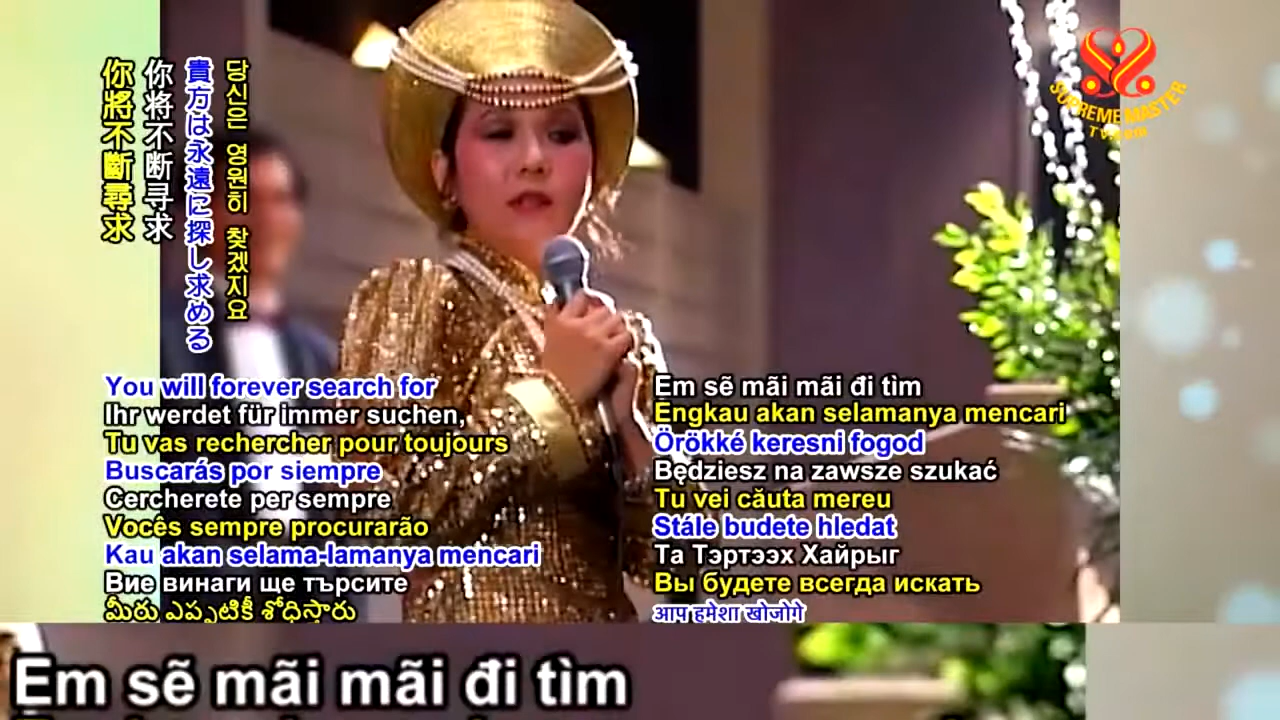 你將不斷尋求
你将不断寻求
貴方は永遠に探し求める
당신은 영원히 찾겠지요
SUPREME MASTER
TV.COM
You will forever search for
Ihr werdet für immer suchen,
Tu vas rechercher pour toujours
Buscarás por siempre
Cercherete per sempre
Vocês sempre procurarão
Kau akan selama-lamanya mencari
Вие винаги ще търсите
మీరు ఎప్పటికీ శోధిస్తారు
Em sẽ mãi mãi đi tìm
Engkau akan selamanya mencari
Örökké keresni fogod
Będziesz na zawsze szukać
Tu vei căuta mereu
Stále budete hledat
Та Тэртээх Хайрыг
Вы будете всегда искать
आप हमेशा खोजोगे
Em sẽ mãi mãi đi tìm